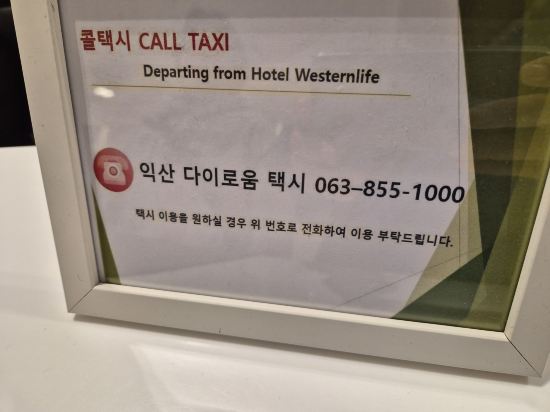 콜택시 CALL TAXI
Departing from Hotel Westernlife
익산 다이로움 택시 063-855-1000
택시 이용을 원하실 경우 위 번호로 전화하여 이용 부탁드립니다.